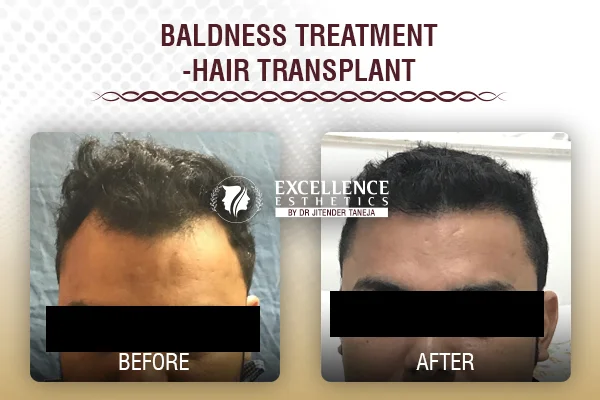 BALDNESS TREATMENT
-HAIR TRANSPLANT
EXCELLENCE
ESTHETICS
BY DR JITENDER TANEJA
BEFORE
AFTER